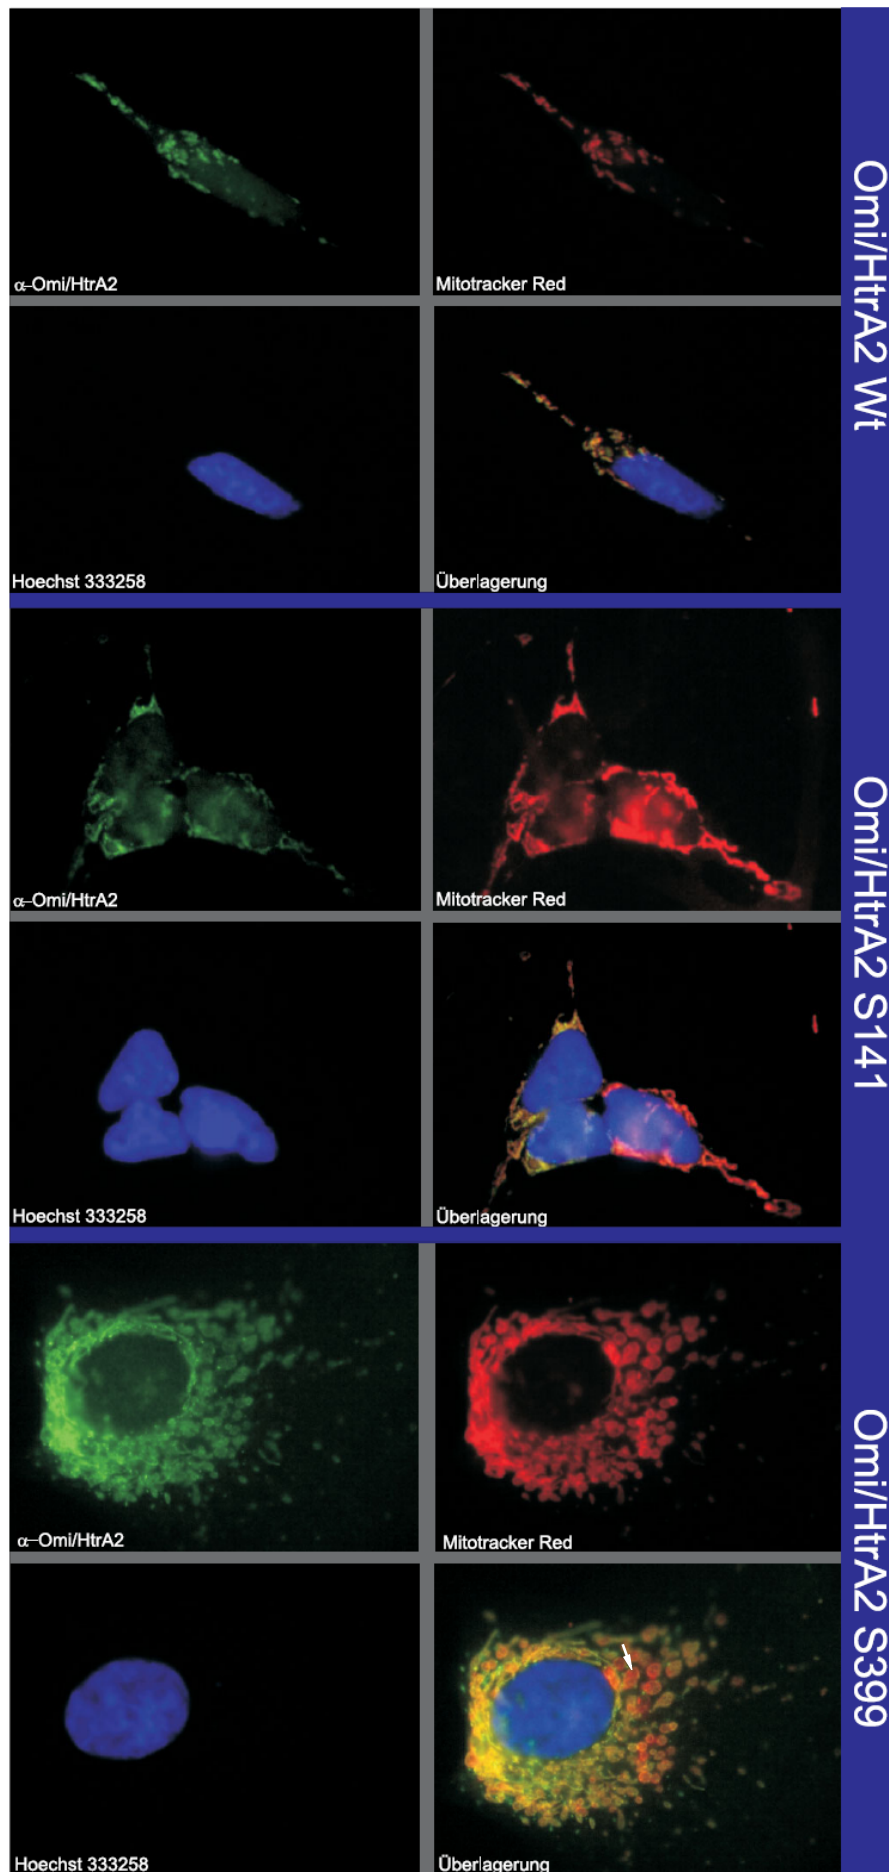 α-Omi/HtrA2
Mitotracker Red
Hoechst 333258
Überlagerung
Omi/HtrA2 Wt
α-Omi/HtrA2
Mitotracker Red
Hoechst 333258
Überlagerung
Omi/HtrA2 S141
α-Omi/HtrA2
Mitotracker Red
Hoechst 333258
Überlagerung
Omi/HtrA2 S399